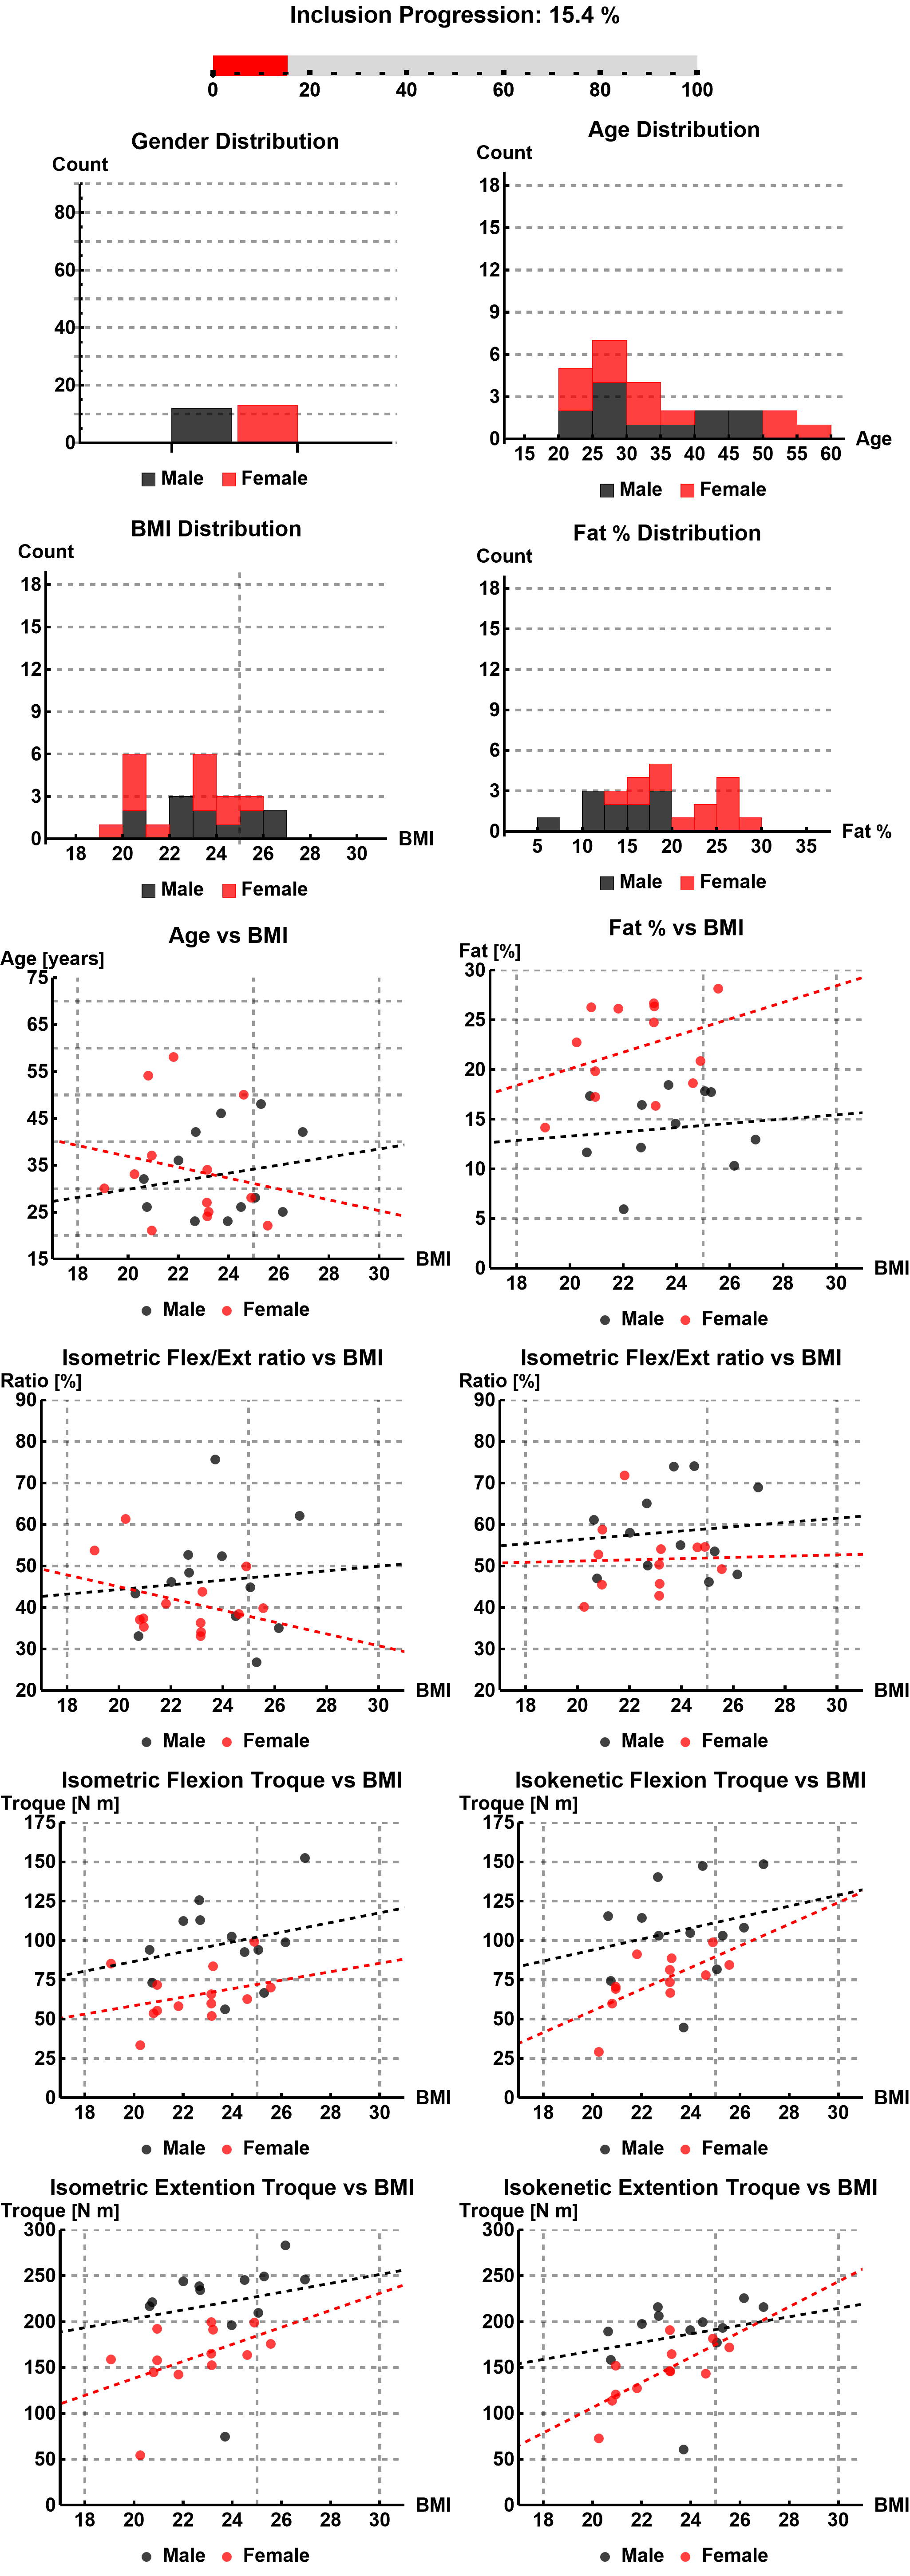 Inclusion Progression: 15.4 %
0 20 40 60 80 100
Gender Distribution
Count
80
60
40
20
0
Male Female
Age Distribution
Count
18
15
12
9
6
3
0
15 20 25 30 35 40 45 50 55 60 Age
Male Female
BMI Distribution
Count
18
15
12
9
6
3
0
18 20 22 24 26 28 30 BMI
Male Female
Fat % Distribution
Count
18
15
12
9
6
3
0
5 10 15 20 25 30 35 Fat %
Male Female
Age vs BMI
Age [years]
75
65
55
45
35
25
15
18 20 22 24 26 28 30 BMI
Male Female
Fat % vs BMI
Fat [%]
30
25
20
15
10
5
0
18 20 22 24 26 28 30 BMI
Male Female
Isometric Flex/Ext ratio vs BMI
Ratio [%]
90
80
70
60
50
40
30
20
18 20 22 24 26 28 30 BMI
Male Female
Isometric Flex/Ext ratio vs BMI
Ratio [%]
90
80
70
60
50
40
30
20
18 20 22 24 26 28 30 BMI
Male Female
Isometric Flexion Troque vs BMI
Troque [N m]
175
150
125
100
75
50
25
0
18 20 22 24 26 28 30 BMI
Male Female
Isokenetic Flexion Troque vs BMI
Troque [N m]
175
150
125
100
75
50
25
0
18 20 22 24 26 28 30 BMI
Male Female
Isometric Extention Troque vs BMI
Troque [N m]
300
250
200
150
100
50
0
18 20 22 24 26 28 30 BMI
Male Female
Isokenetic Extention Troque vs BMI
Troque [N m]
300
250
200
150
100
50
0
18 20 22 24 26 28 30 BMI
Male Female